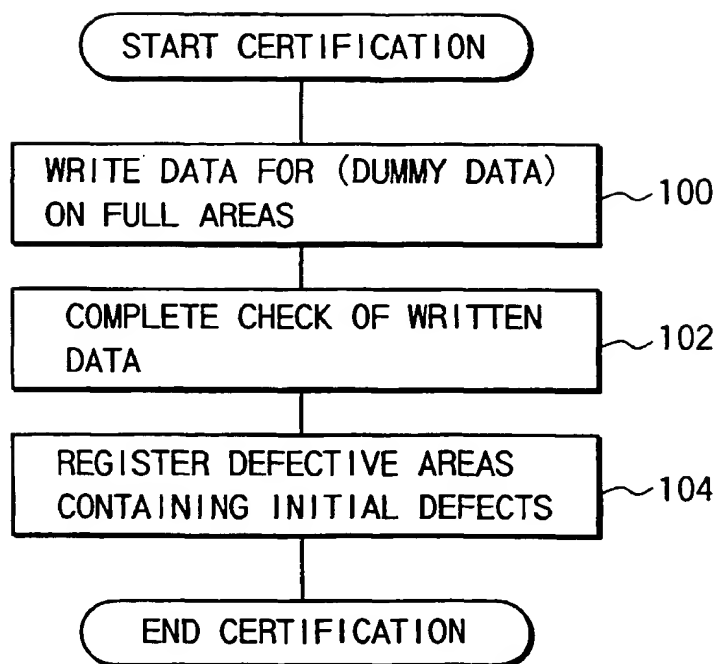 START CERTIFICATION
WRITE DATA FOR (DUMMY DATA)
ON FULL AREAS
100
COMPLETE CHECK OF WRITTEN
DATA
102
REGISTER DEFECTIVE AREAS
CONTAINING INITIAL DEFECTS
104
END CERTIFICATION